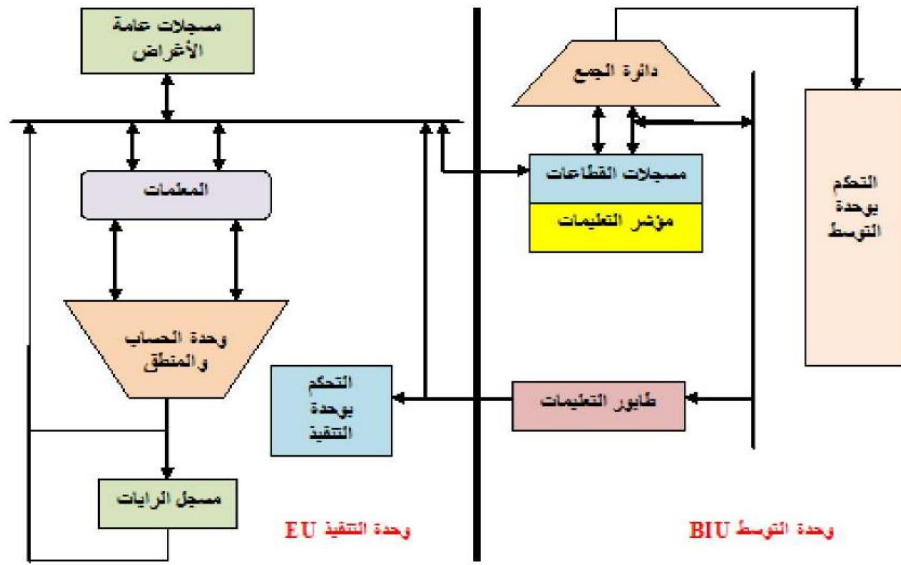 مسجلات عامة
الأغراض
دائرة الجمع
المعلمات
مسجلات القطاعات
مؤشر التعليمات
التحكم
بوحدة
التوسط
وحدة الحساب
والمنطق
التحكم
بوحدة
التنفيذ
طابور التعليمات
مسجل الرايات
وحدة التنفيذ EU
وحدة التوسط BIU